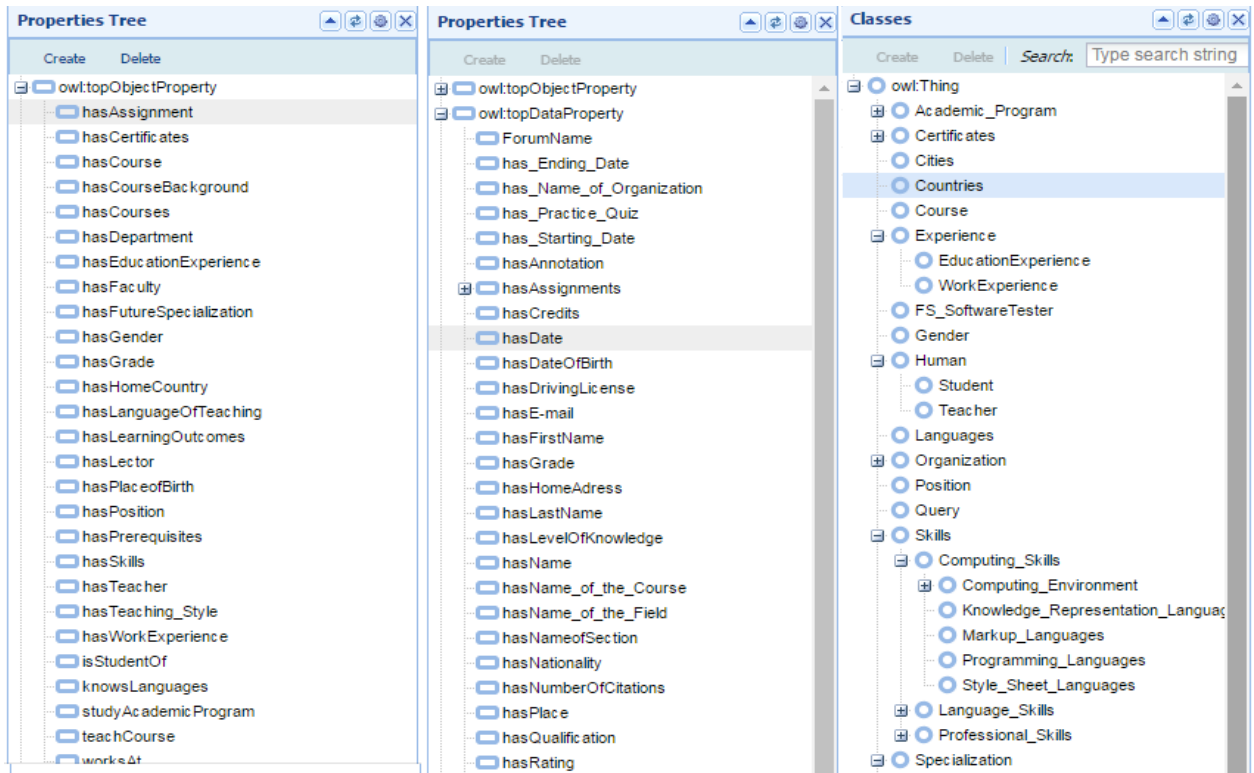 Properties Tree
Create Delete
owl:topObjectProperty
hasAssignment
hasCertificates
hasCourse
hasCourseBackground
hasCourses
hasDepartment
hasEducationExperience
hasFaculty
hasFutureSpecialization
hasGender
hasGrade
hasHomeCountry
hasLanguageOfTeaching
hasLearningOutcomes
hasLector
hasPlaceofBirth
hasPosition
hasPrerequisites
hasSkills
hasTeacher
hasTeaching_Style
hasWorkExperience
isStudentOf
knowsLanguages
studyAcademicProgram
teachCourse
worksAt
Properties Tree
Create Delete
owl:topObjectProperty
owl:topDataProperty
ForumName
has_Ending_Date
has_Name_of_Organization
has_Practice_Quiz
has_Starting_Date
hasAnnotation
hasAssignments
hasCredits
hasDate
hasDateOfBirth
hasDrivingLicense
hasE-mail
hasFirstName
hasGrade
hasHomeAdress
hasLastName
hasLevelOfKnowledge
hasName
hasName_of_the_Course
hasName_of_the_Field
hasNameofSection
hasNationality
hasNumberOfCitations
hasPlace
hasQualification
hasRating
Classes
Create Delete Search: Type search string
owl:Thing
Academic_Program
Certificates
Cities
Countries
Course
Experience
EducationExperience
WorkExperience
FS_SoftwareTester
Gender
Human
Student
Teacher
Languages
Organization
Position
Query
Skills
Computing_Skills
Computing_Environment
Knowledge_Representation_Languag
Markup_Languages
Programming_Languages
Style_Sheet_Languages
Language_Skills
Professional_Skills
Specialization